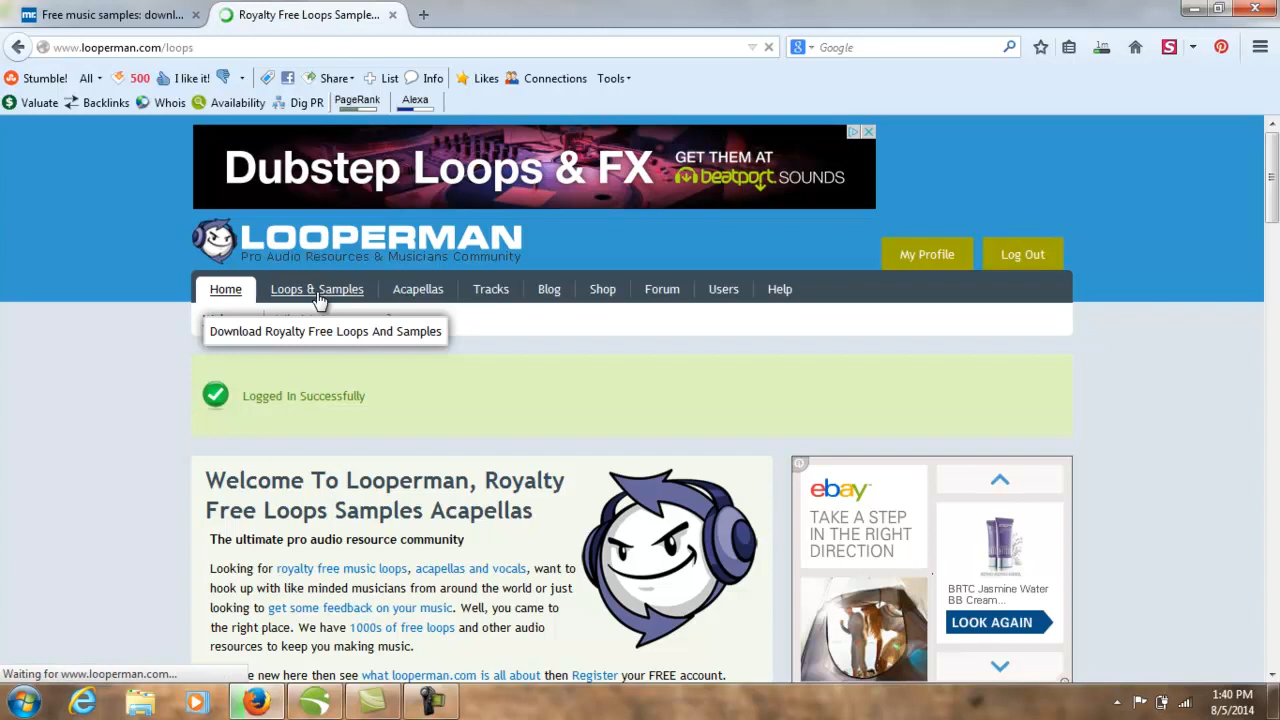 Free music samples: downl...
Royalty Free Loops Sample...
www.looperman.com/loops
Google
Stumble! All 500 I like it! Share List Info Likes Connections Tools
Valuate Backlinks Whois Availability Dig PR PageRank Alexa
Dubstep Loops & FX
GET THEM AT
beatport SOUNDS
LOOPERMAN
Pro Audio Resources & Musicians Community
My Profile
Log Out
Home Loops & Samples Acapellas Tracks Blog Shop Forum Users Help
Download Royalty Free Loops And Samples
Logged In Successfully
Welcome To Looperman, Royalty
Free Loops Samples Acapellas
The ultimate pro audio resource community
Looking for royalty free music loops, acapellas and vocals, want to
hook up with like minded musicians from around the world or just
looking to get some feedback on your music. Well, you came to
the right place. We have 1000s of free loops and other audio
resources to keep you making music.
new here then see what looperman.com is all about then Register your FREE account.
ebay
TAKE A STEP
IN THE RIGHT
DIRECTION
BRTC Jasmine Water
BB Cream...
LOOK AGAIN
Waiting for www.looperman.com...
1:40 PM
8/5/2014